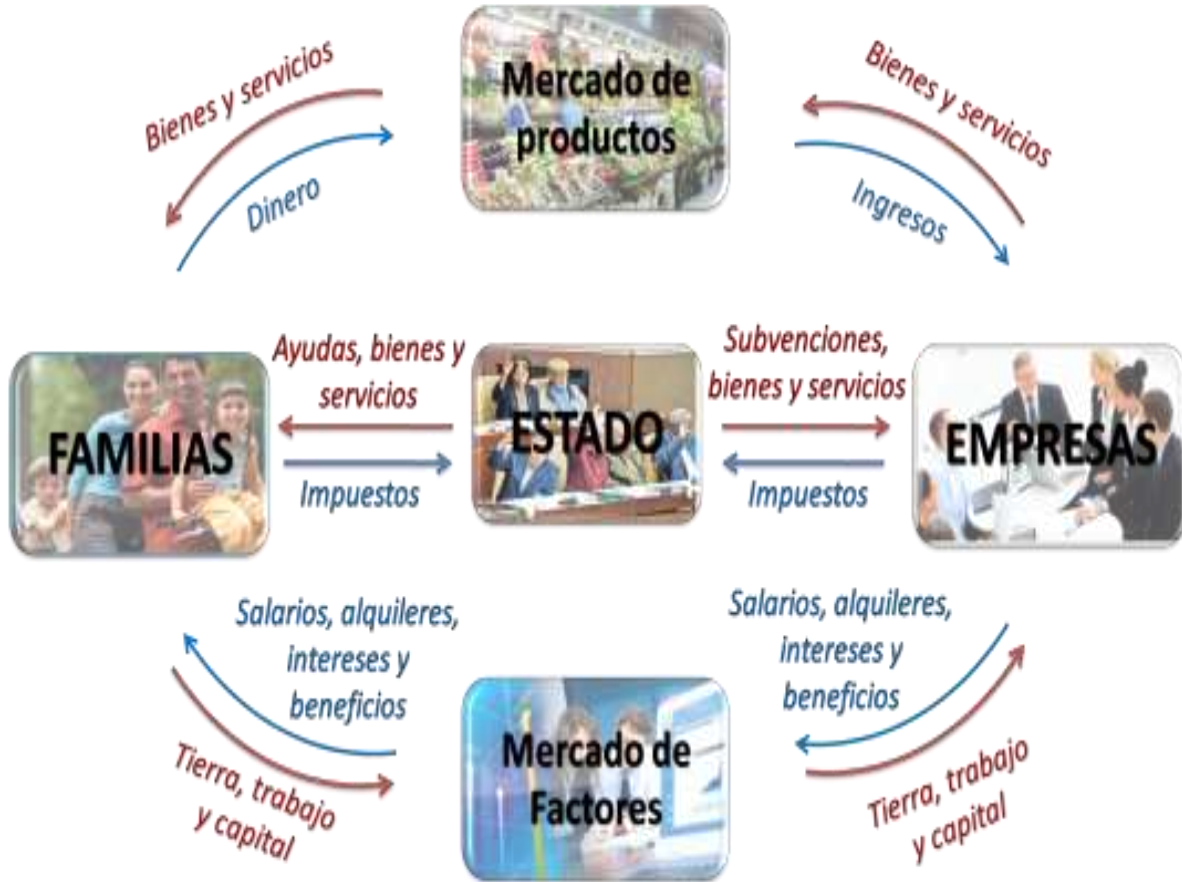 Mercado de
productos
Bienes y servicios
Dinero
Bienes y servicios
Ingresos
Ayudas, bienes y
servicios
Subvenciones,
bienes y servicios
FAMILIAS
ESTADO
EMPRESAS
Impuestos
Impuestos
Salarios, alquileres,
intereses y
beneficios
Salarios, alquileres,
intereses y
beneficios
Mercado de
Factores
Tierra, trabajo
y capital
Tierra, trabajo
y capital